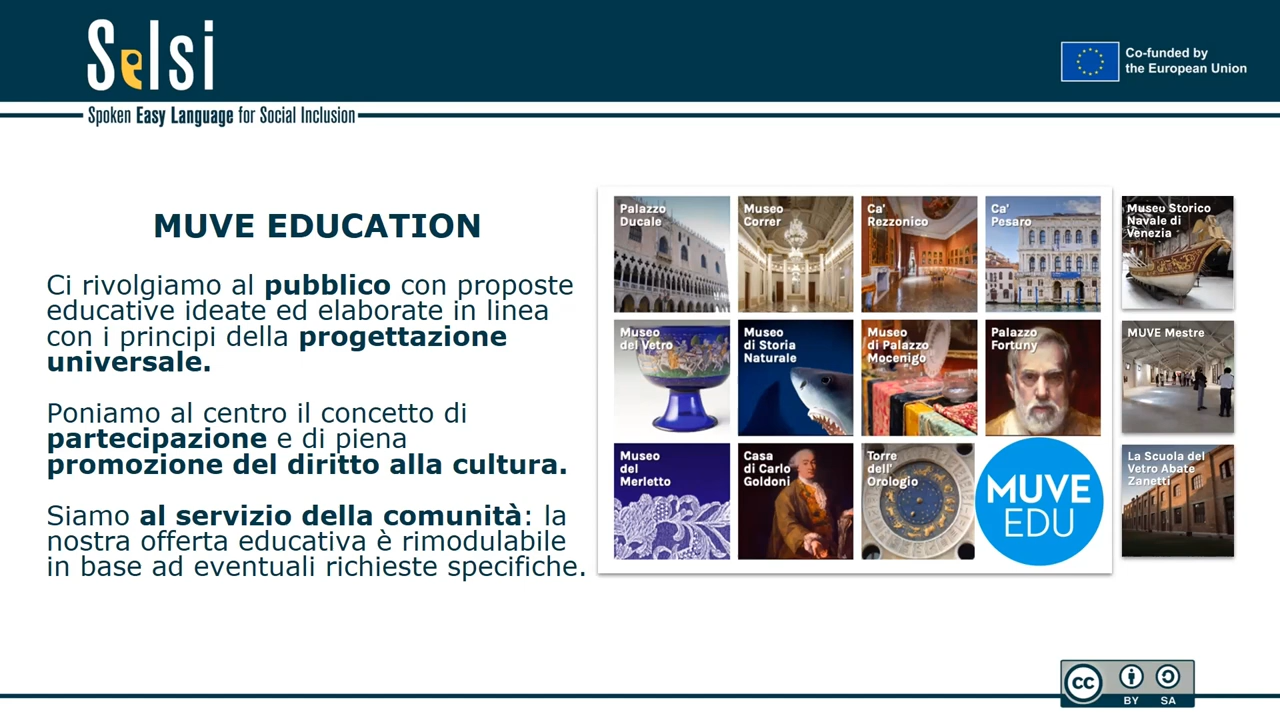 Selsi
Spoken Easy Language for Social Inclusion
Co-funded by
the European Union
MUVE EDUCATION
Ci rivolgiamo al pubblico con proposte
educative ideate ed elaborate in linea
con i principi della progettazione
universale.
Poniamo al centro il concetto di
partecipazione e di piena
promozione del diritto alla cultura.
Siamo al servizio della comunità: la
nostra offerta educativa è rimodulabile
in base ad eventuali richieste specifiche.
Palazzo
Ducale
Museo
Correr
Ca'
Rezzonico
Ca'
Pesaro
Museo Storico
Navale di
Venezia
Museo
del Vetro
Museo
di Storia
Naturale
Museo
di Palazzo
Mocenigo
Palazzo
Fortuny
MUVE Mestre
Museo
del
Merletto
Casa
di Carlo
Goldoni
Torre
dell'
Orologio
MUVE
EDU
La Scuola del
Vetro Abate
Zanetti
CC
BY SA